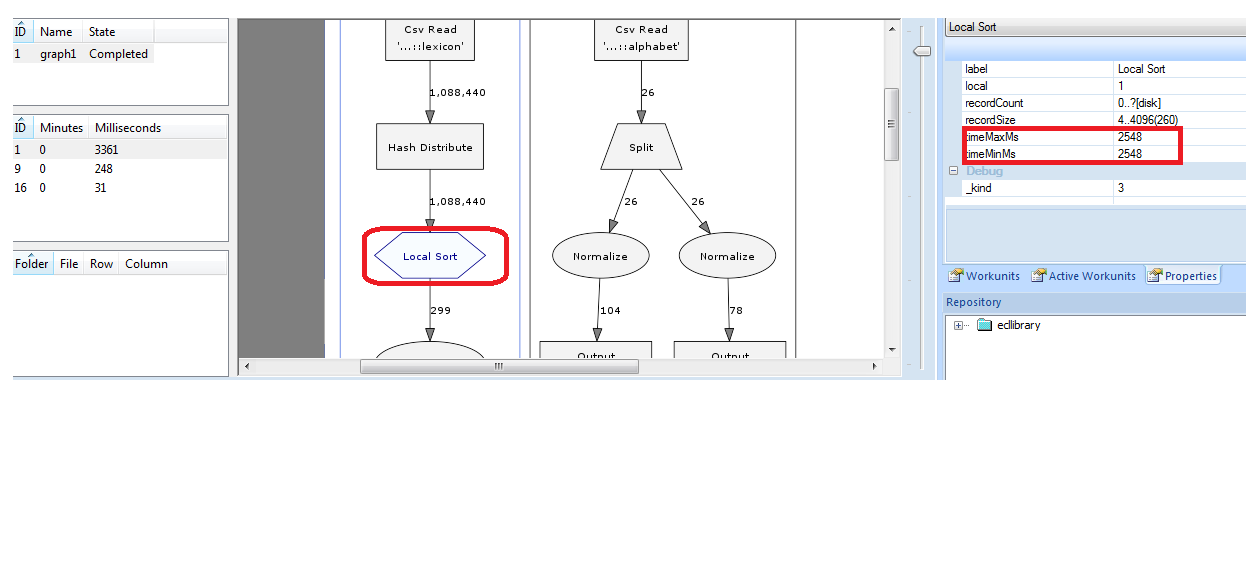 ID Name State
1 graph1 Completed
ID Minutes Milliseconds
1 0 3361
9 0 248
16 0 31
Folder File Row Column
Csv Read
'...::lexicon'
1,088,440
Hash Distribute
1,088,440
Local Sort
299
Csv Read
'...::alphabet'
26
Split
26 26
Normalize Normalize
104 78
Output Output
Local Sort
label Local Sort
local 1
recordCount 0..?[disk]
recordSize 4..4096(260)
timeMaxMs 2548
timeMinMs 2548
Debug
_kind 3
Workunits Active Workunits Properties
Repository
ecllibrary